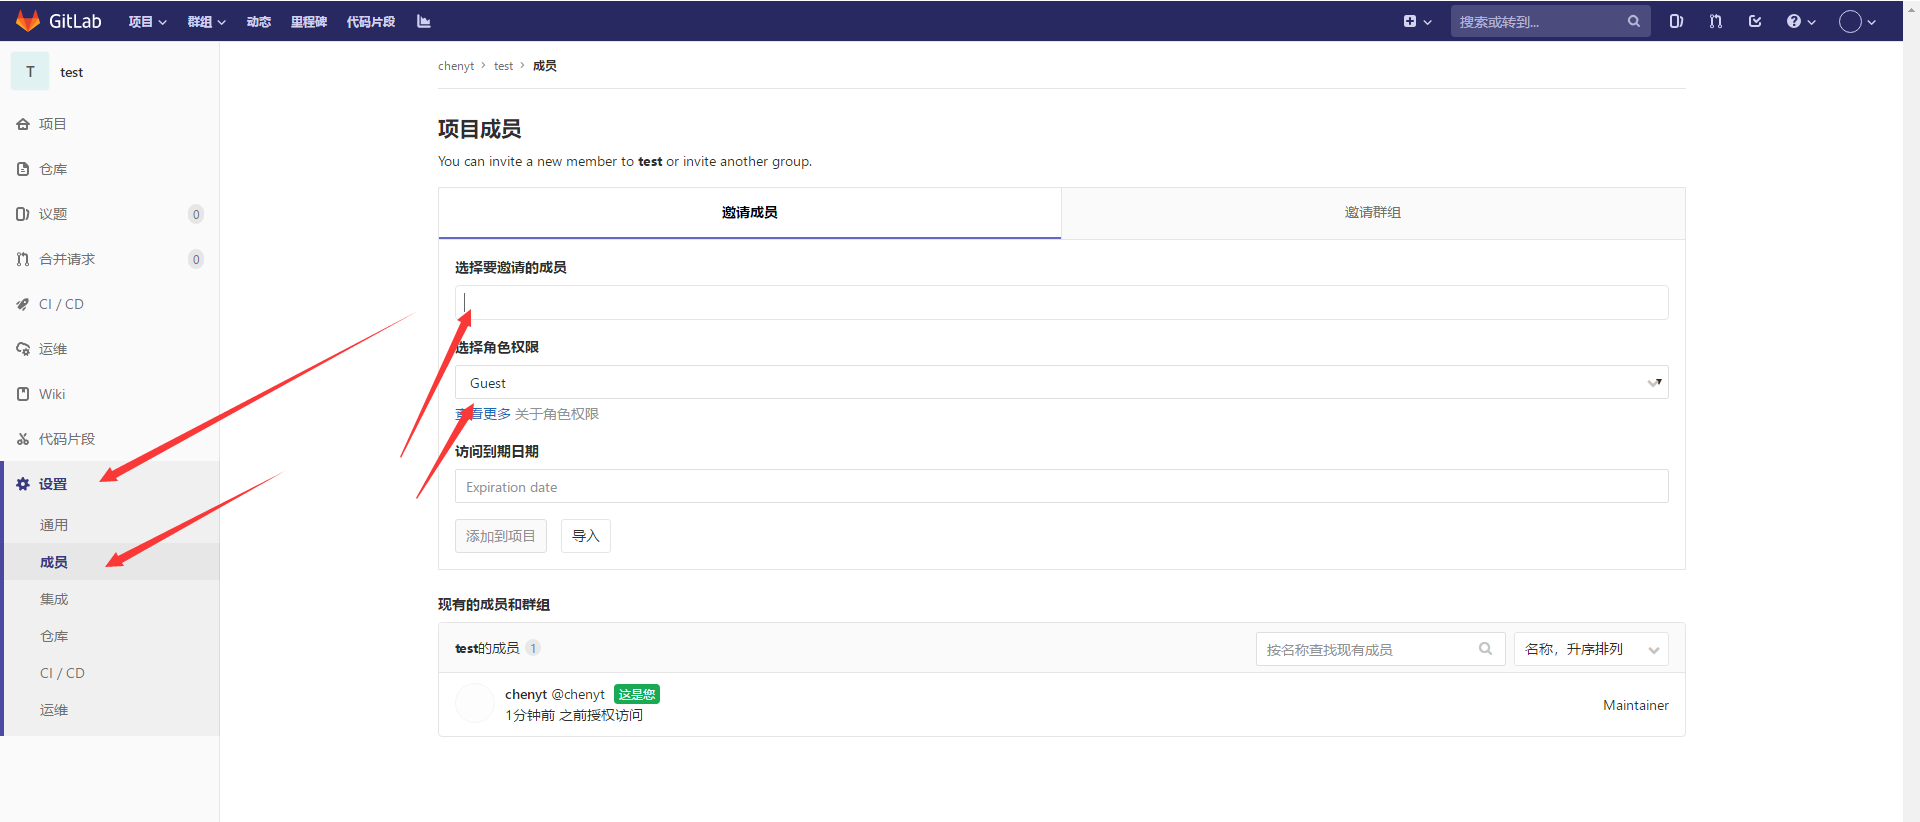 GitLab 项目 群组 动态 里程碑 代码片段 搜索或转到...
T test
项目
仓库
议题 0
合并请求 0
CI / CD
运维
Wiki
代码片段
设置
通用
成员
集成
仓库
CI / CD
运维
chenyt › test › 成员
项目成员
You can invite a new member to test or invite another group.
邀请成员 邀请群组
选择要邀请的成员
选择角色权限
Guest
查看更多 关于角色权限
访问到期日期
Expiration date
添加到项目 导入
现有的成员和群组
test的成员 1 按名称查找现有成员 名称，升序排列
chenyt @chenyt 这是您
1分钟前 之前授权访问
Maintainer